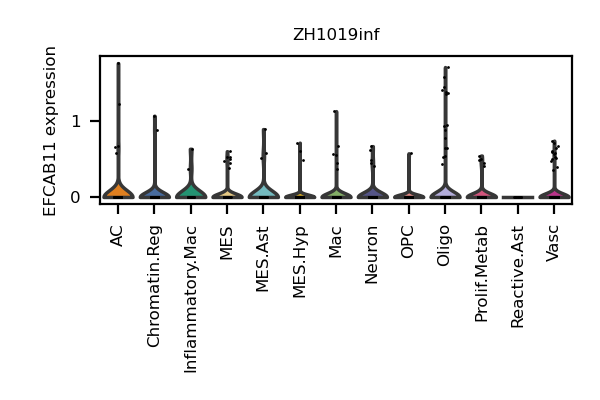 ZH1019inf
EFCAB11 expression
1
0
AC
Chromatin.Reg
Inflammatory.Mac
MES
MES.Ast
MES.Hyp
Mac
Neuron
OPC
Oligo
Prolif.Metab
Reactive.Ast
Vasc